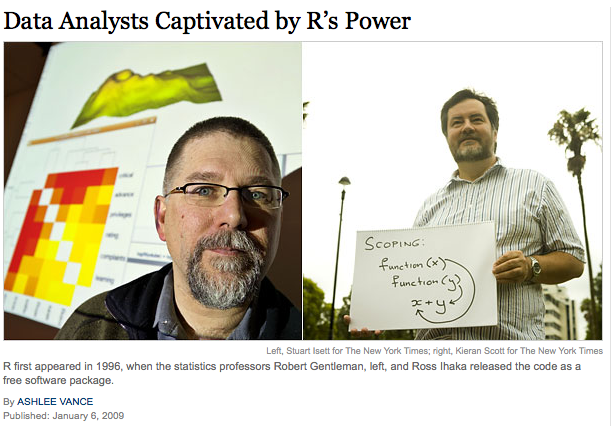 Data Analysts Captivated by R's Power
critical
advance
privileges
rating
complaints
learning
SCOPING:
function(x)
function(y)
x+y
Left, Stuart Isett for The New York Times; right, Kieran Scott for The New York Times
R first appeared in 1996, when the statistics professors Robert Gentleman, left, and Ross Ihaka released the code as a
free software package.
By ASHLEE VANCE
Published: January 6, 2009